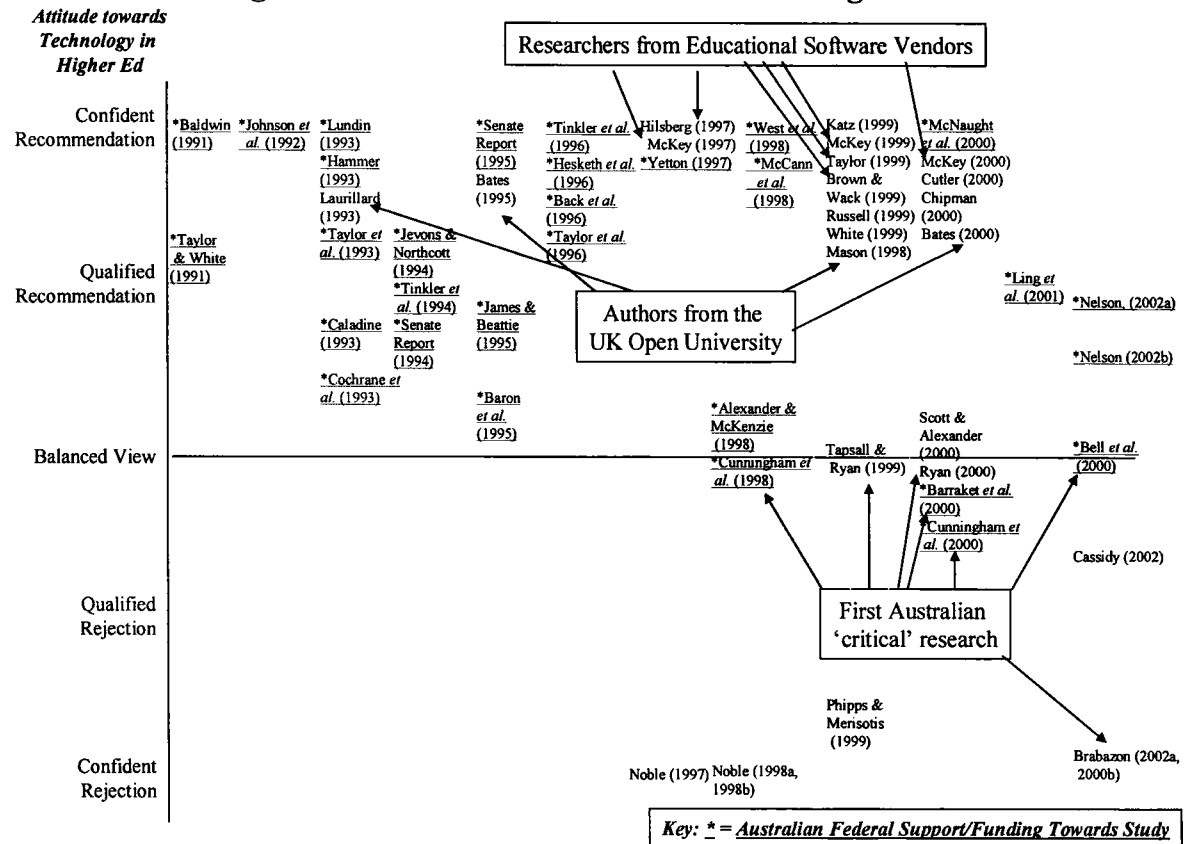 Attitude towards
Technology in
Higher Ed
Researchers from Educational Software Vendors
Confident
Recommendation
*Baldwin
(1991)
*Johnson et
al. (1992)
*Lundin
(1993)
*Hammer
(1993)
Laurillard
(1993)
*Taylor et
al. (1993)
*Senate
Report
(1995)
Bates
(1995)
*Tinkler et al.
(1996)
*Hesketh et al.
(1996)
*Back et al.
(1996)
*Taylor et al.
(1996)
Hilsberg (1997)
McKey (1997)
*Yetton (1997)
*West et al.
(1998)
*McCann
et al.
(1998)
Katz (1999)
McKey (1999)
Taylor (1999)
Brown &
Wack (1999)
Russell (1999)
White (1999)
Mason (1998)
*McNaught
et al. (2000)
McKey (2000)
Cutler (2000)
Chipman
(2000)
Bates (2000)
*Taylor
& White
(1991)
*Jevons &
Northcott
(1994)
*Tinkler et
al. (1994)
*Senate
Report
(1994)
Qualified
Recommendation
*Caladine
(1993)
*Cochrane et
al. (1993)
*James &
Beattie
(1995)
*Baron
et al.
(1995)
Authors from the
UK Open University
*Ling et
al. (2001)
*Nelson, (2002a)
*Nelson (2002b)
Balanced View
*Alexander &
McKenzie
(1998)
*Cunningham et
al. (1998)
Tapsall &
Ryan (1999)
Scott &
Alexander
(2000)
Ryan (2000)
*Barraket et al.
(2000)
*Cunningham et
al. (2000)
*Bell et al.
(2000)
Cassidy (2002)
Qualified
Rejection
First Australian
‘critical’ research
Phipps &
Merisotis
(1999)
Confident
Rejection
Noble (1997)
Noble (1998a,
1998b)
Brabazon (2002a,
2000b)
Key: * = Australian Federal Support/Funding Towards Study